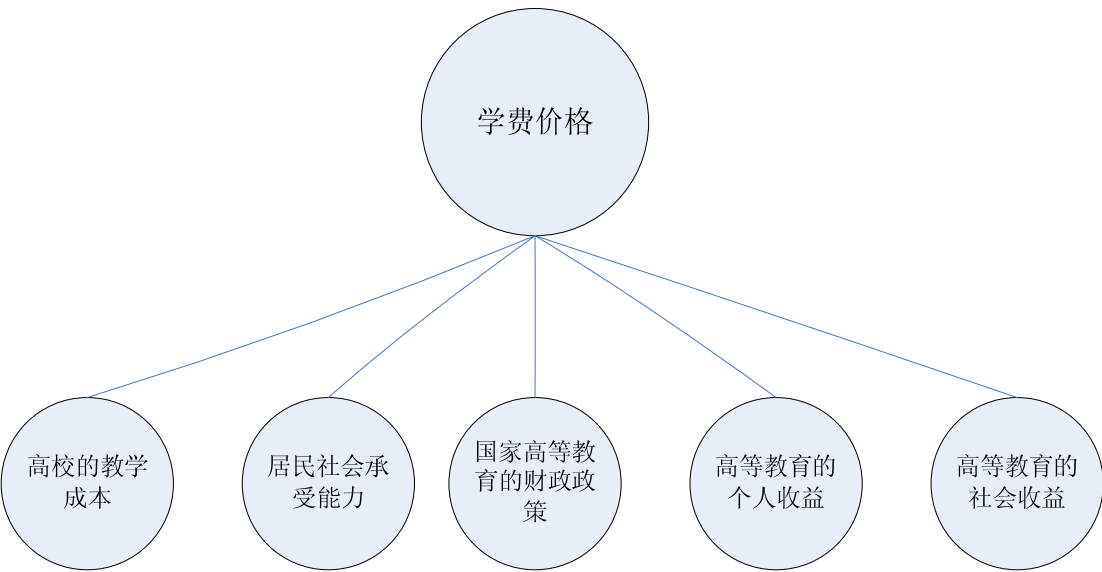 学费价格
高校的教学
成本
居民社会承
受能力
国家高等教
育的财政政
策
高等教育的
个人收益
高等教育的
社会收益